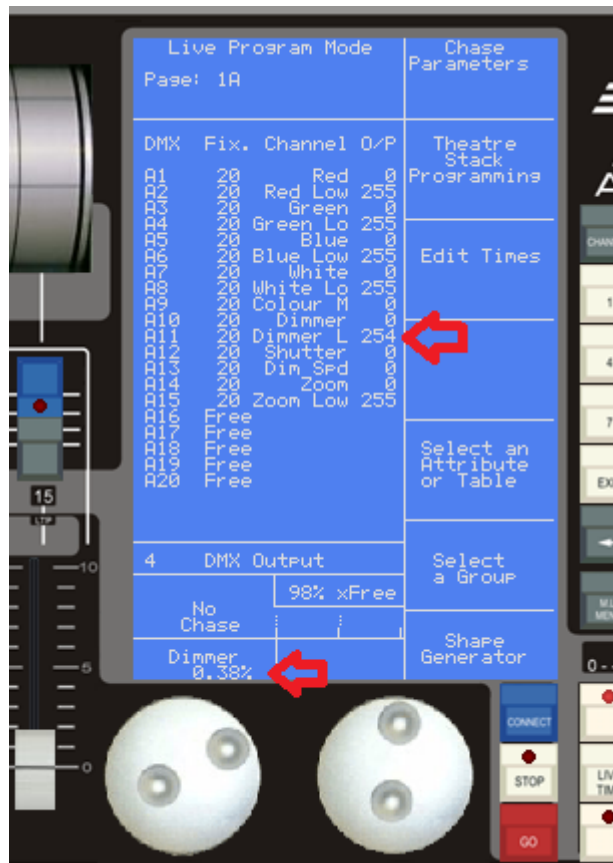 Live Program Mode
Page: 1A
Chase
Parameters
DMX Fix. Channel O/P
A1 20 Red 0
A2 20 Red Low 255
A3 20 Green 0
A4 20 Green Lo 255
A5 20 Blue 0
A6 20 Blue Low 255
A7 20 White 0
A8 20 White Lo 255
A9 20 Colour M 0
A10 20 Dimmer 0
A11 20 Dimmer L 254
A12 20 Shutter 0
A13 20 Dim Spd 0
A14 20 Zoom 0
A15 20 Zoom Low 255
A16 Free
A17 Free
A18 Free
A19 Free
A20 Free
Theatre
Stack
Programming
Edit Times
Select an
Attribute
or Table
4 DMX Output
98% xFree
No
Chase
Dimmer
0.38%
Select
a Group
Shape
Generator
15
LTP
10
5
0
A
1
4
7
CONNECT
STOP
GO
0